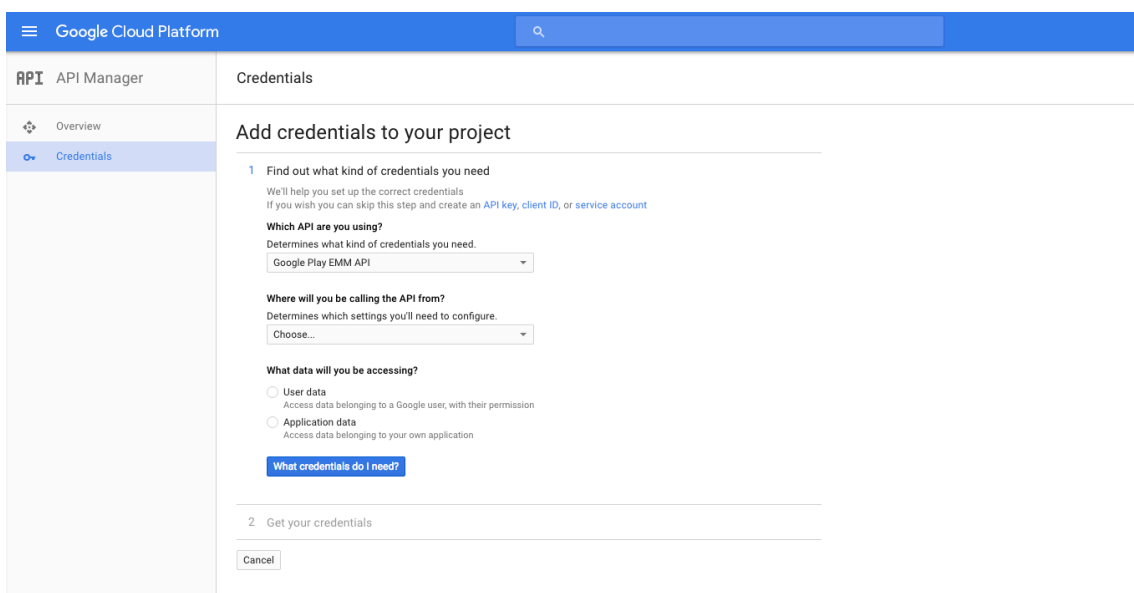 Google Cloud Platform
API API Manager
Credentials
Overview
Credentials
Add credentials to your project
1 Find out what kind of credentials you need
We'll help you set up the correct credentials
If you wish you can skip this step and create an API key, client ID, or service account
Which API are you using?
Determines what kind of credentials you need.
Google Play EMM API
Where will you be calling the API from?
Determines which settings you'll need to configure.
Choose...
What data will you be accessing?
User data
Access data belonging to a Google user, with their permission
Application data
Access data belonging to your own application
What credentials do I need?
2 Get your credentials
Cancel